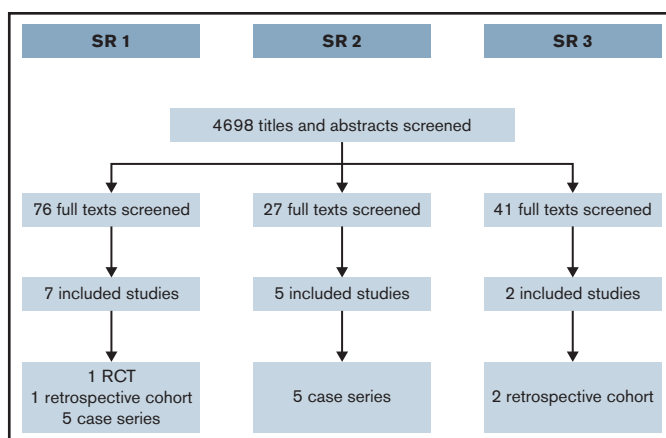 SR 1
SR 2
SR 3
4698 titles and abstracts screened
76 full texts screened
27 full texts screened
41 full texts screened
7 included studies
5 included studies
2 included studies
1 RCT
1 retrospective cohort
5 case series
5 case series
2 retrospective cohort